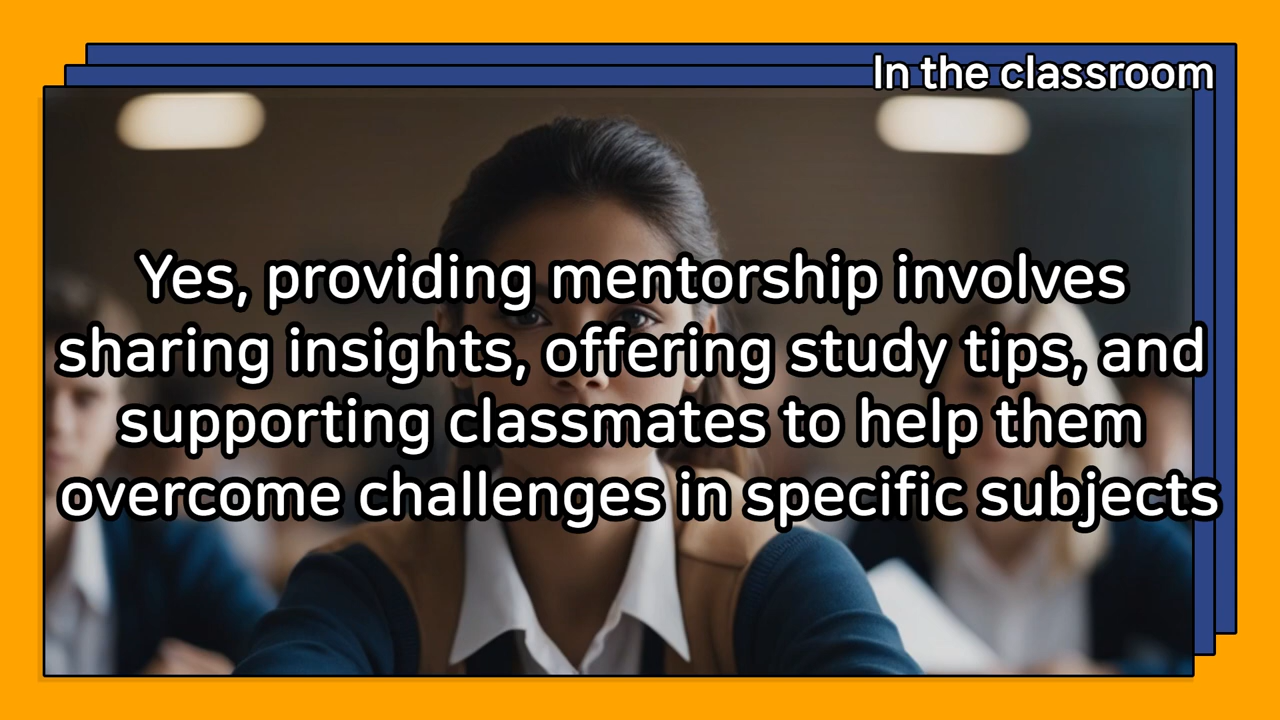 In the classroom
Yes, providing mentorship involves
sharing insights, offering study tips, and
supporting classmates to help them
overcome challenges in specific subjects